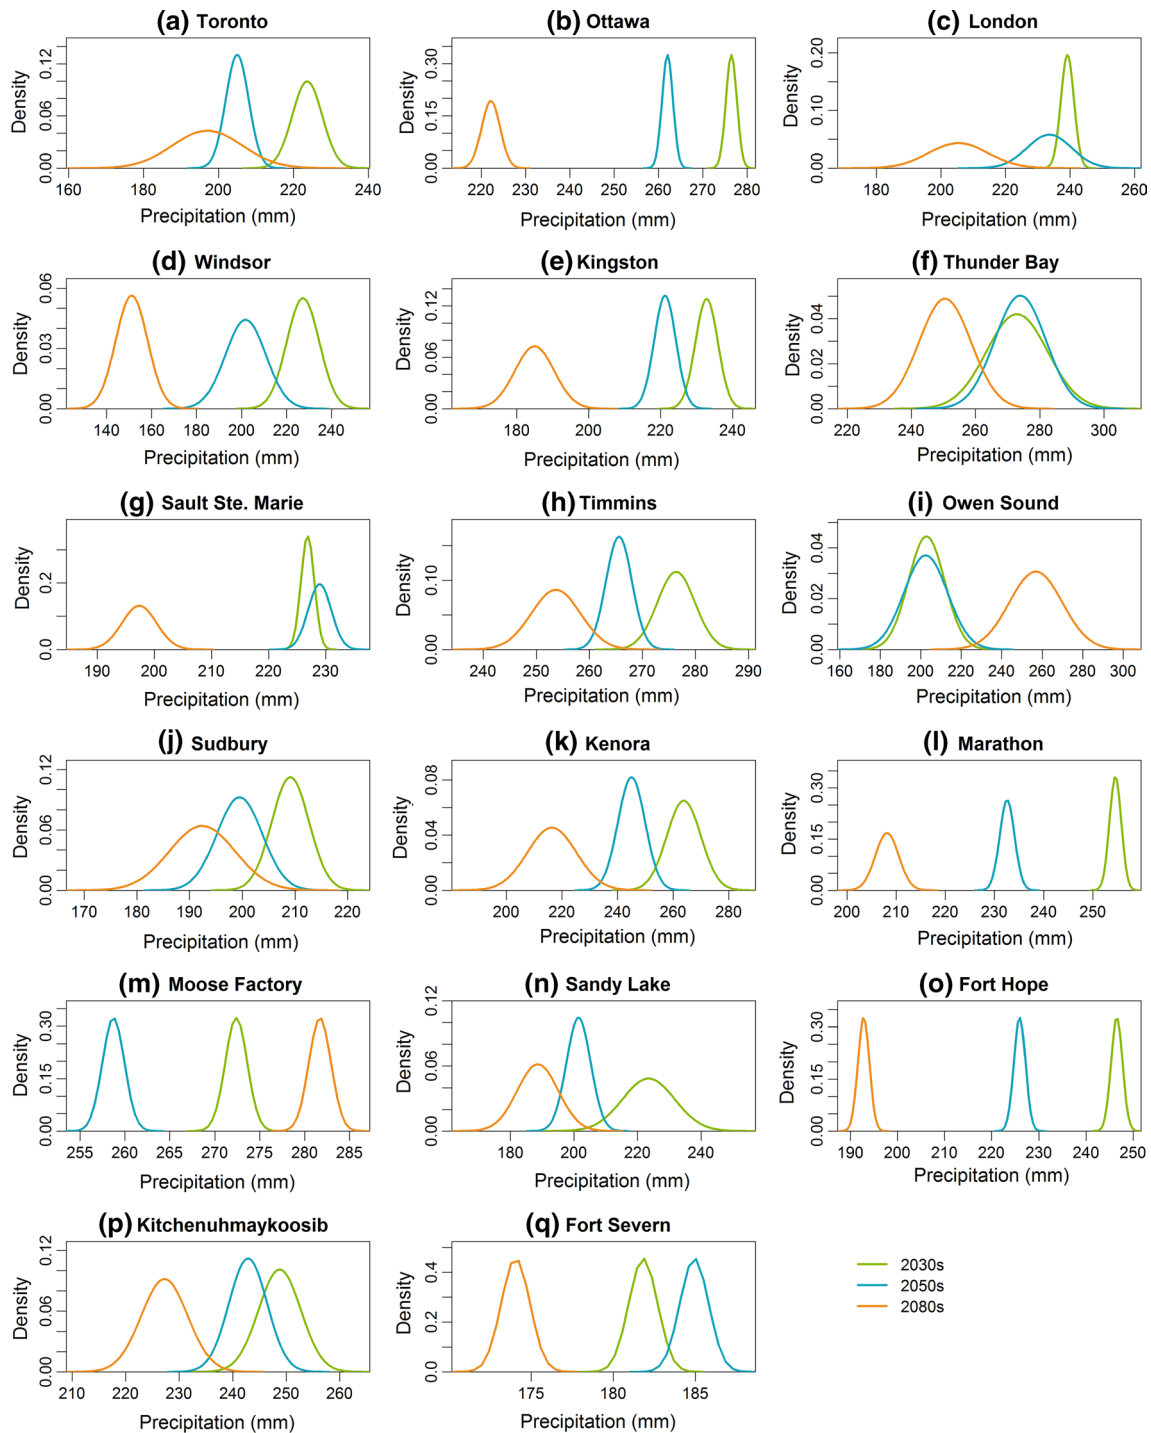 (a) Toronto
Density
0.00 0.06 0.12
160 180 200 220 240
Precipitation (mm)
(b) Ottawa
Density
0.00 0.15 0.30
220 230 240 250 260 270 280
Precipitation (mm)
(c) London
Density
0.00 0.10 0.20
180 200 220 240 260
Precipitation (mm)
(d) Windsor
Density
0.00 0.03 0.06
140 160 180 200 220 240
Precipitation (mm)
(e) Kingston
Density
0.00 0.06 0.12
180 200 220 240
Precipitation (mm)
(f) Thunder Bay
Density
0.00 0.02 0.04
220 240 260 280 300
Precipitation (mm)
(g) Sault Ste. Marie
Density
0.0 0.2
190 200 210 220 230
Precipitation (mm)
(h) Timmins
Density
0.00 0.10
240 250 260 270 280 290
Precipitation (mm)
(i) Owen Sound
Density
0.00 0.02 0.04
160 180 200 220 240 260 280 300
Precipitation (mm)
(j) Sudbury
Density
0.00 0.06 0.12
170 180 190 200 210 220
Precipitation (mm)
(k) Kenora
Density
0.00 0.04 0.08
200 220 240 260 280
Precipitation (mm)
(l) Marathon
Density
0.00 0.15 0.30
200 210 220 230 240 250
Precipitation (mm)
(m) Moose Factory
Density
0.00 0.15 0.30
255 260 265 270 275 280 285
Precipitation (mm)
(n) Sandy Lake
Density
0.00 0.06 0.12
180 200 220 240
Precipitation (mm)
(o) Fort Hope
Density
0.00 0.15 0.30
190 200 210 220 230 240 250
Precipitation (mm)
(p) Kitchenuhmaykoosib
Density
0.00 0.06 0.12
210 220 230 240 250 260
Precipitation (mm)
(q) Fort Severn
Density
0.0 0.2 0.4
175 180 185
Precipitation (mm)
2030s
2050s
2080s